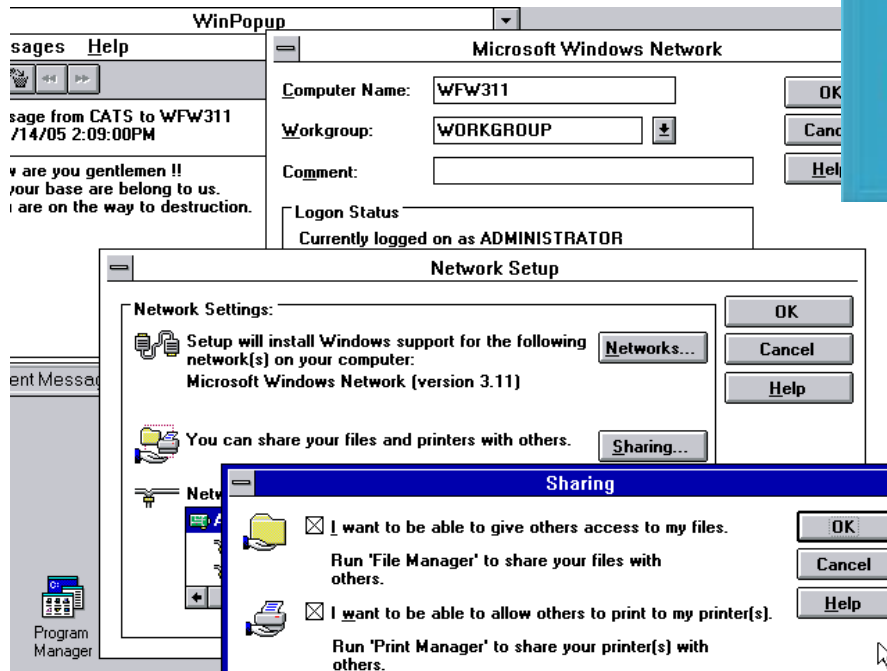 WinPopup
sages Help
sage from CATS to WFW311
/14/05 2:09:00PM
are you gentlemen !!
your base are belong to us.
are on the way to destruction.
Microsoft Windows Network
Computer Name: WFW311
OK
Workgroup: WORKGROUP
Canc
Comment:
Hel
Logon Status
Currently logged on as ADMINISTRATOR
Network Setup
Network Settings:
OK
Setup will install Windows support for the following
network(s) on your computer:
Networks...
Cancel
Microsoft Windows Network (version 3.11)
Help
ent Messag
You can share your files and printers with others.
Sharing...
Netw
Sharing
A
I want to be able to give others access to my files.
OK
Run 'File Manager' to share your files with
others.
Cancel
I want to be able to allow others to print to my printer(s).
Help
Run 'Print Manager' to share your printer(s) with
others.
C:
Program
Manager